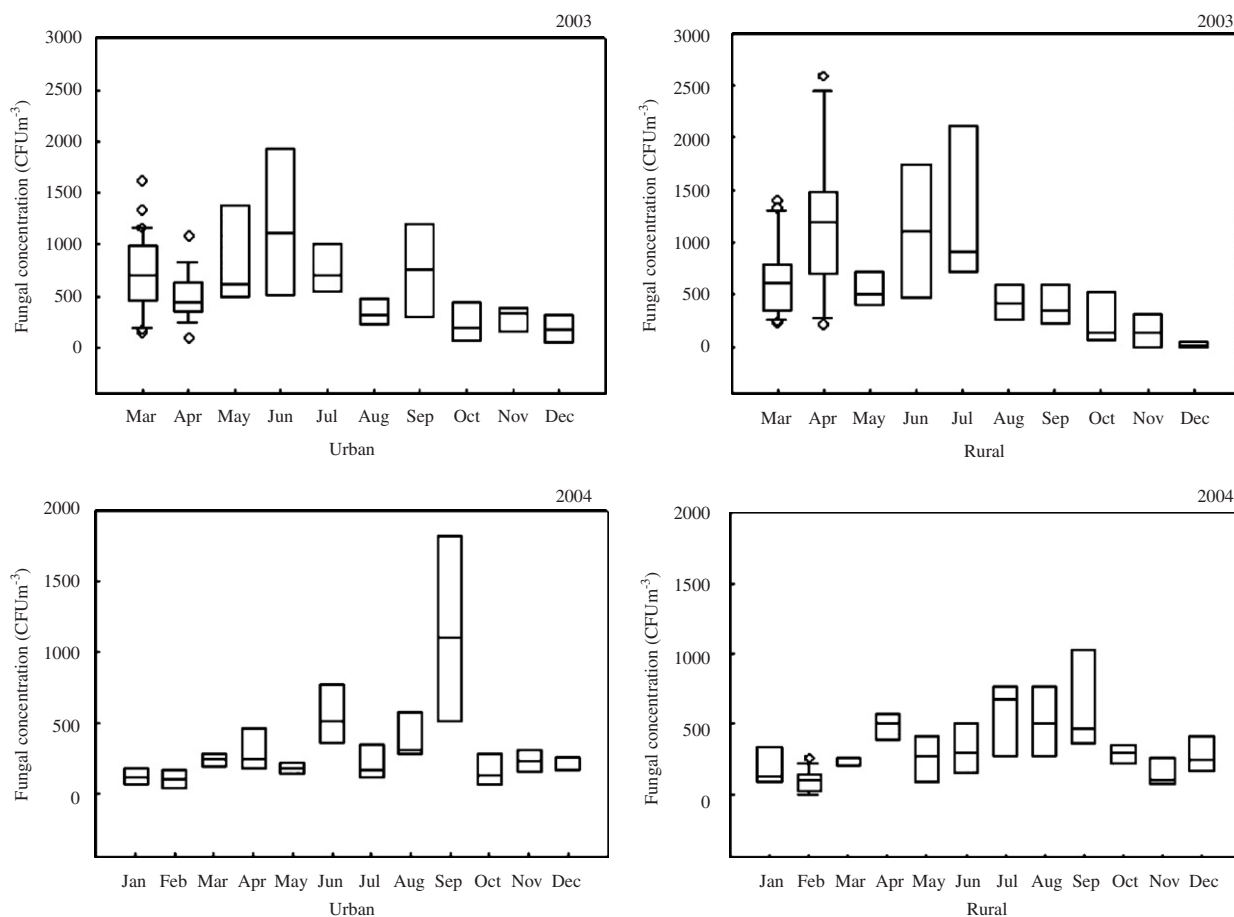 2003
3000
2500
2000
1500
1000
500
0
Fungal concentration (CFUm-3)
Mar Apr May Jun Jul Aug Sep Oct Nov Dec
Urban
2003
3000
2500
2000
1500
1000
500
0
Fungal concentration (CFUm-3)
Mar Apr May Jun Jul Aug Sep Oct Nov Dec
Rural
2004
2000
1500
1000
500
0
Fungal concentration (CFUm-3)
Jan Feb Mar Apr May Jun Jul Aug Sep Oct Nov Dec
Urban
2004
2000
1500
1000
500
0
Fungal concentration (CFUm-3)
Jan Feb Mar Apr May Jun Jul Aug Sep Oct Nov Dec
Rural